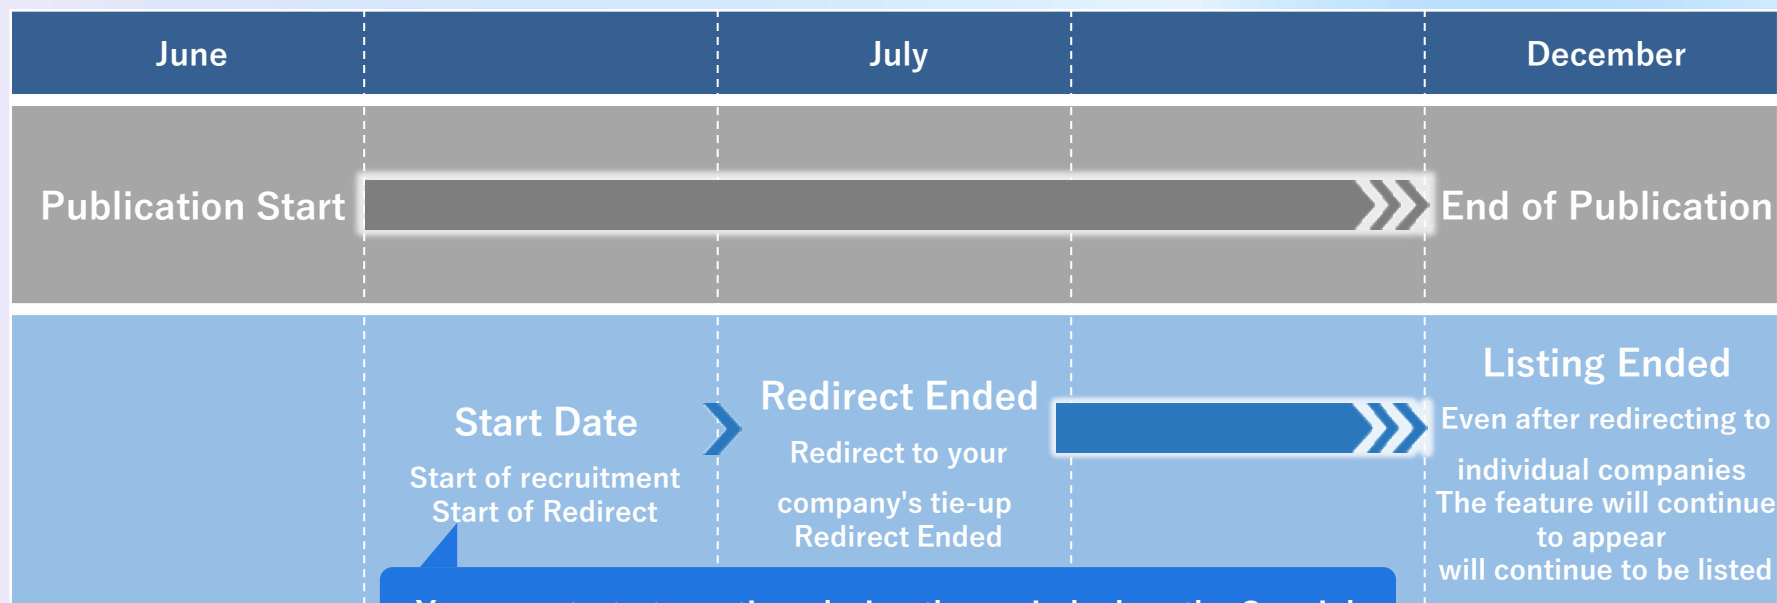 June
July
December
Publication Start
End of Publication
Start Date
Start of recruitment
Start of Redirect
Redirect Ended
Redirect to your
company's tie-up
Redirect Ended
Listing Ended
Even after redirecting to
individual companies
The feature will continue
to appear
will continue to be listed